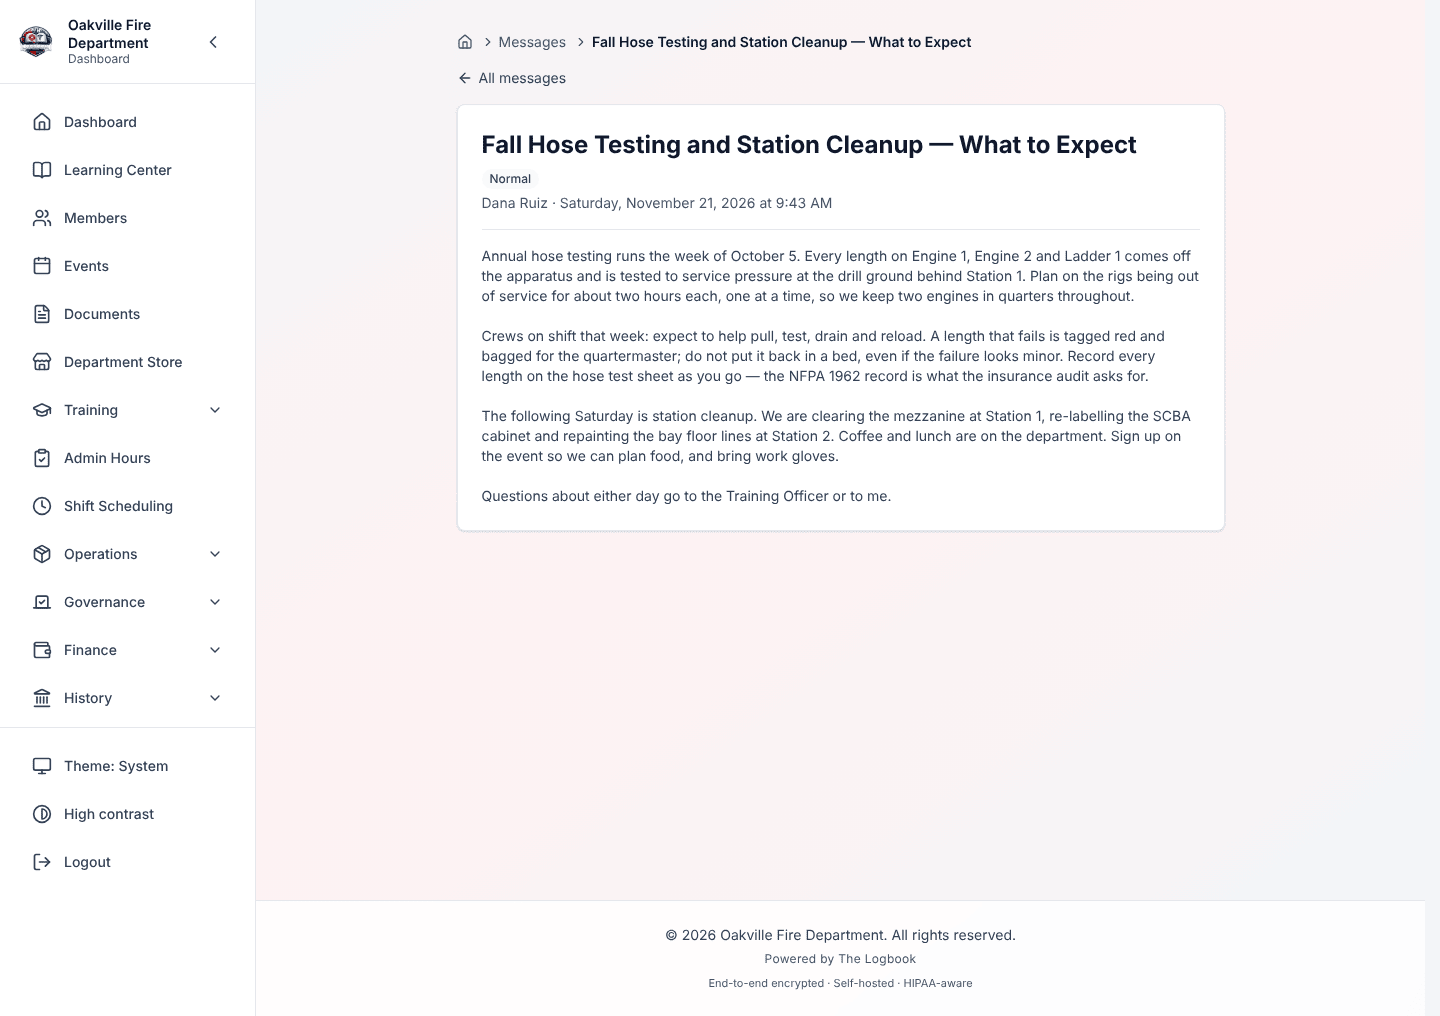 Oakville Fire
Department
Dashboard
Dashboard
Learning Center
Members
Events
Documents
Department Store
Training
Admin Hours
Shift Scheduling
Operations
Governance
Finance
History
Theme: System
High contrast
Logout
Messages
Fall Hose Testing and Station Cleanup — What to Expect
All messages
Fall Hose Testing and Station Cleanup — What to Expect
Normal
Dana Ruiz · Saturday, November 21, 2026 at 9:43 AM
Annual hose testing runs the week of October 5. Every length on Engine 1, Engine 2 and Ladder 1 comes off
the apparatus and is tested to service pressure at the drill ground behind Station 1. Plan on the rigs being out
of service for about two hours each, one at a time, so we keep two engines in quarters throughout.
Crews on shift that week: expect to help pull, test, drain and reload. A length that fails is tagged red and
bagged for the quartermaster; do not put it back in a bed, even if the failure looks minor. Record every
length on the hose test sheet as you go — the NFPA 1962 record is what the insurance audit asks for.
The following Saturday is station cleanup. We are clearing the mezzanine at Station 1, re-labelling the SCBA
cabinet and repainting the bay floor lines at Station 2. Coffee and lunch are on the department. Sign up on
the event so we can plan food, and bring work gloves.
Questions about either day go to the Training Officer or to me.
© 2026 Oakville Fire Department. All rights reserved.
Powered by The Logbook
End-to-end encrypted · Self-hosted · HIPAA-aware